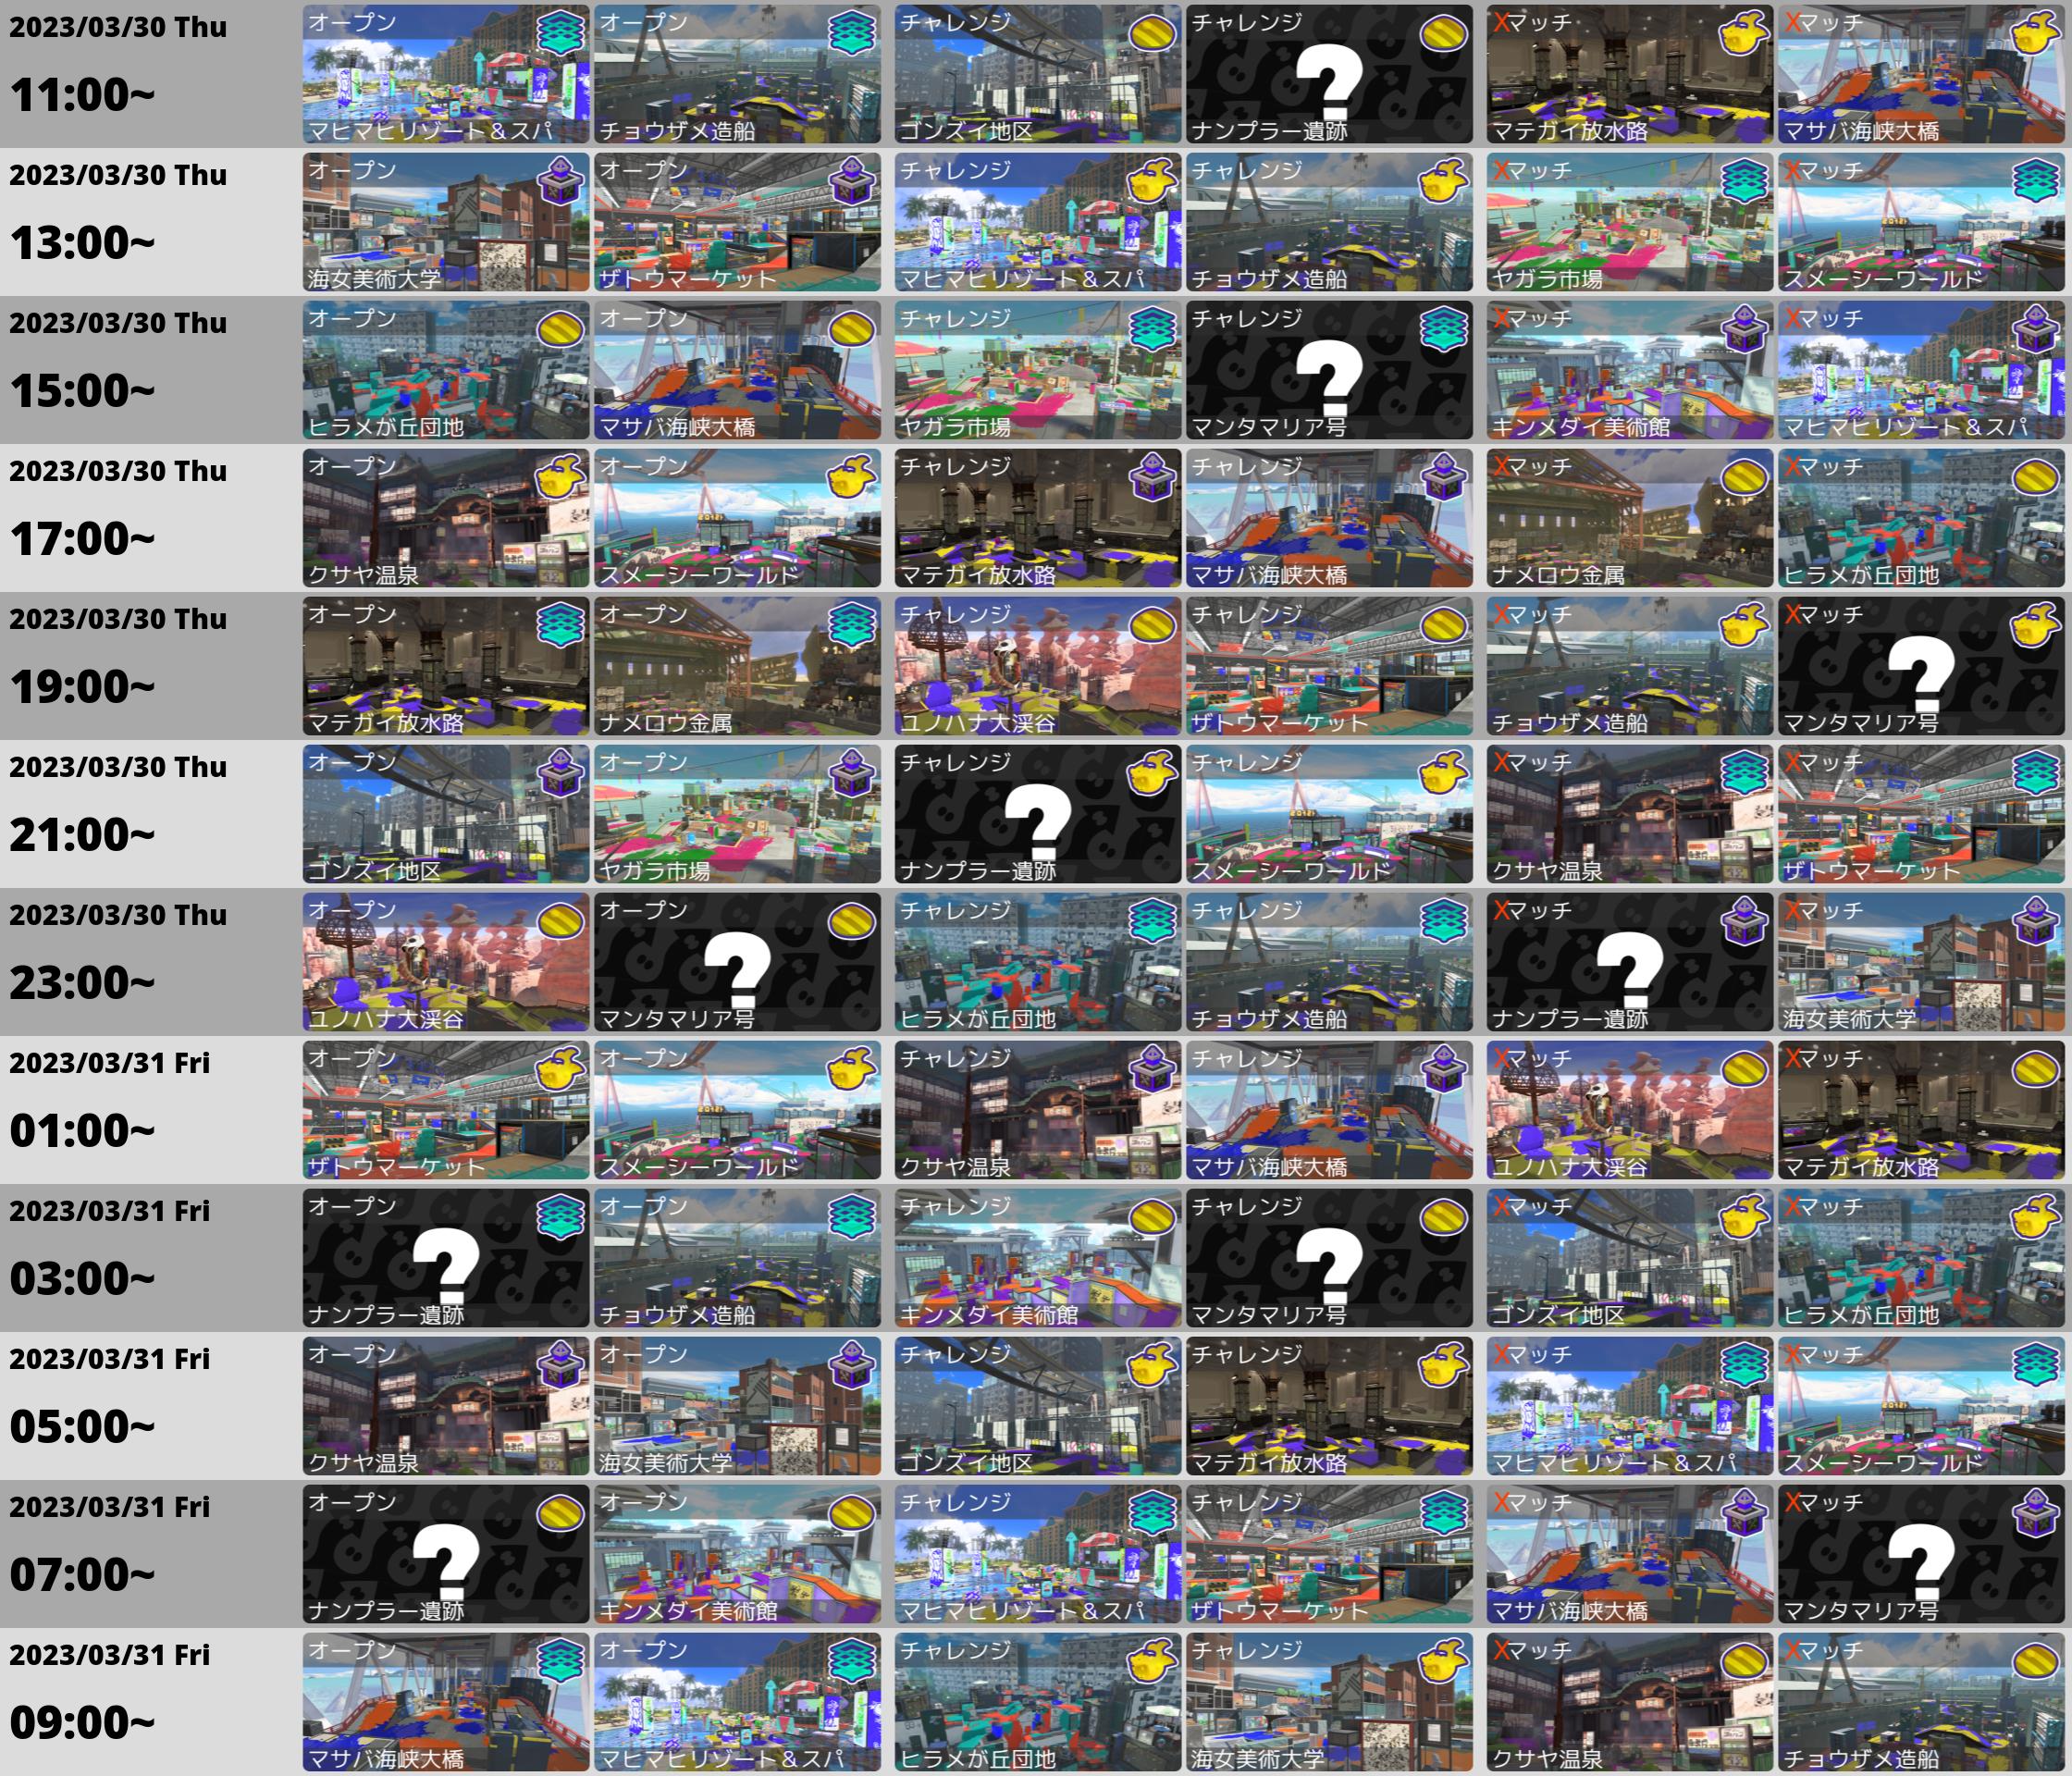 2023/03/30 Thu
11:00~
オープン オープン チャレンジ チャレンジ Xマッチ Xマッチ
マヒマヒリゾート＆スパ チョウザメ造船 ゴンズイ地区 ナンプラー遺跡 マテガイ放水路 マサバ海峡大橋
2023/03/30 Thu
13:00~
オープン オープン チャレンジ チャレンジ Xマッチ Xマッチ
海女美術大学 ザトウマーケット マヒマヒリゾート＆スパ チョウザメ造船 ヤガラ市場 スメーシーワールド
2023/03/30 Thu
15:00~
オープン オープン チャレンジ チャレンジ Xマッチ Xマッチ
ヒラメが丘団地 マサバ海峡大橋 ヤガラ市場 マンタマリア号 キンメダイ美術館 マヒマヒリゾート＆スパ
2023/03/30 Thu
17:00~
オープン オープン チャレンジ チャレンジ Xマッチ Xマッチ
クサヤ温泉 スメーシーワールド マテガイ放水路 マサバ海峡大橋 ナメロウ金属 ヒラメが丘団地
2023/03/30 Thu
19:00~
オープン オープン チャレンジ チャレンジ Xマッチ Xマッチ
マテガイ放水路 ナメロウ金属 ユノハナ大渓谷 ザトウマーケット チョウザメ造船 マンタマリア号
2023/03/30 Thu
21:00~
オープン オープン チャレンジ チャレンジ Xマッチ Xマッチ
ゴンズイ地区 ヤガラ市場 ナンプラー遺跡 スメーシーワールド クサヤ温泉 ザトウマーケット
2023/03/30 Thu
23:00~
オープン オープン チャレンジ チャレンジ Xマッチ Xマッチ
ユノハナ大渓谷 マンタマリア号 ヒラメが丘団地 チョウザメ造船 ナンプラー遺跡 海女美術大学
2023/03/31 Fri
01:00~
オープン オープン チャレンジ チャレンジ Xマッチ Xマッチ
ザトウマーケット スメーシーワールド クサヤ温泉 マサバ海峡大橋 ユノハナ大渓谷 マテガイ放水路
2023/03/31 Fri
03:00~
オープン オープン チャレンジ チャレンジ Xマッチ Xマッチ
ナンプラー遺跡 チョウザメ造船 キンメダイ美術館 マンタマリア号 ゴンズイ地区 ヒラメが丘団地
2023/03/31 Fri
05:00~
オープン オープン チャレンジ チャレンジ Xマッチ Xマッチ
クサヤ温泉 海女美術大学 ゴンズイ地区 マテガイ放水路 マヒマヒリゾート＆スパ スメーシーワールド
2023/03/31 Fri
07:00~
オープン オープン チャレンジ チャレンジ Xマッチ Xマッチ
ナンプラー遺跡 キンメダイ美術館 マヒマヒリゾート＆スパ ザトウマーケット マサバ海峡大橋 マンタマリア号
2023/03/31 Fri
09:00~
オープン オープン チャレンジ チャレンジ Xマッチ Xマッチ
マサバ海峡大橋 マヒマヒリゾート＆スパ ヒラメが丘団地 海女美術大学 クサヤ温泉 チョウザメ造船